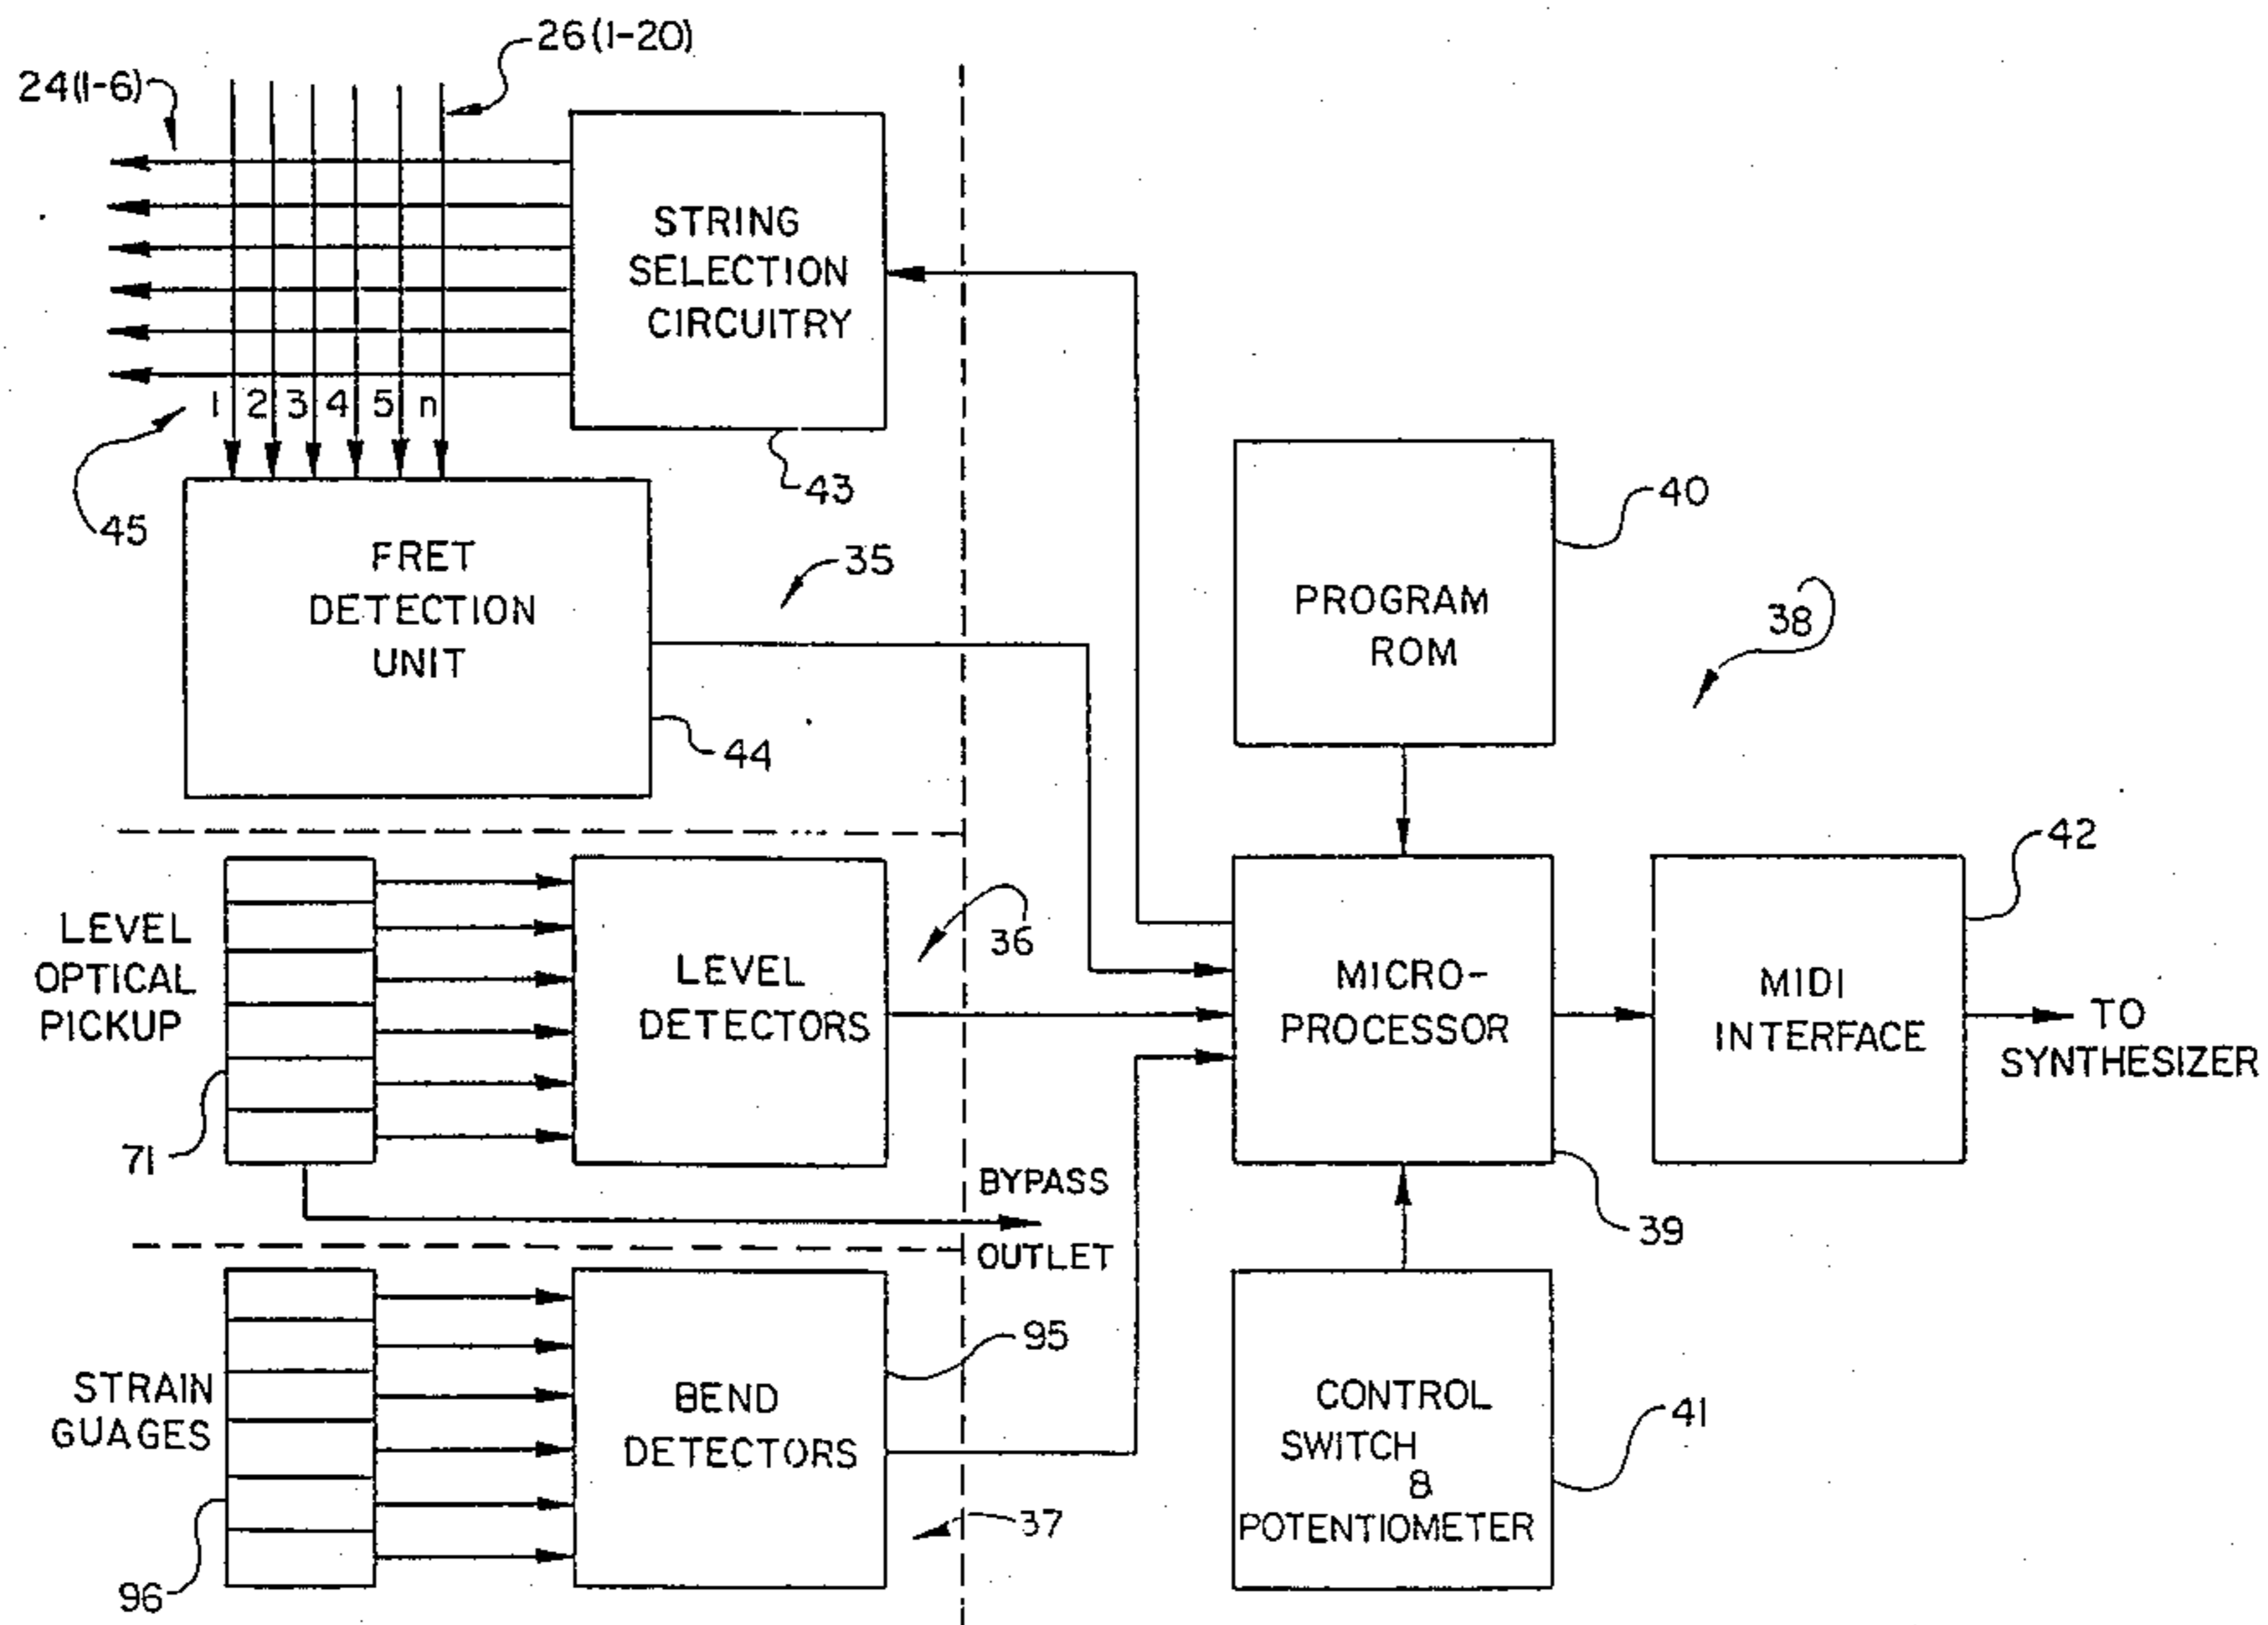 26(1-20)
24(1-6)
STRING
SELECTION
CIRCUITRY
1 2 3 4 5 n
43
45
FRET
DETECTION
UNIT
35
44
40
PROGRAM
ROM
38
42
LEVEL
OPTICAL
PICKUP
71
LEVEL
DETECTORS
36
MICRO-
PROCESSOR
39
MIDI
INTERFACE
TO
SYNTHESIZER
BYPASS
OUTLET
STRAIN
GUAGES
96
BEND
DETECTORS
95
37
CONTROL
SWITCH
&
POTENTIOMETER
41